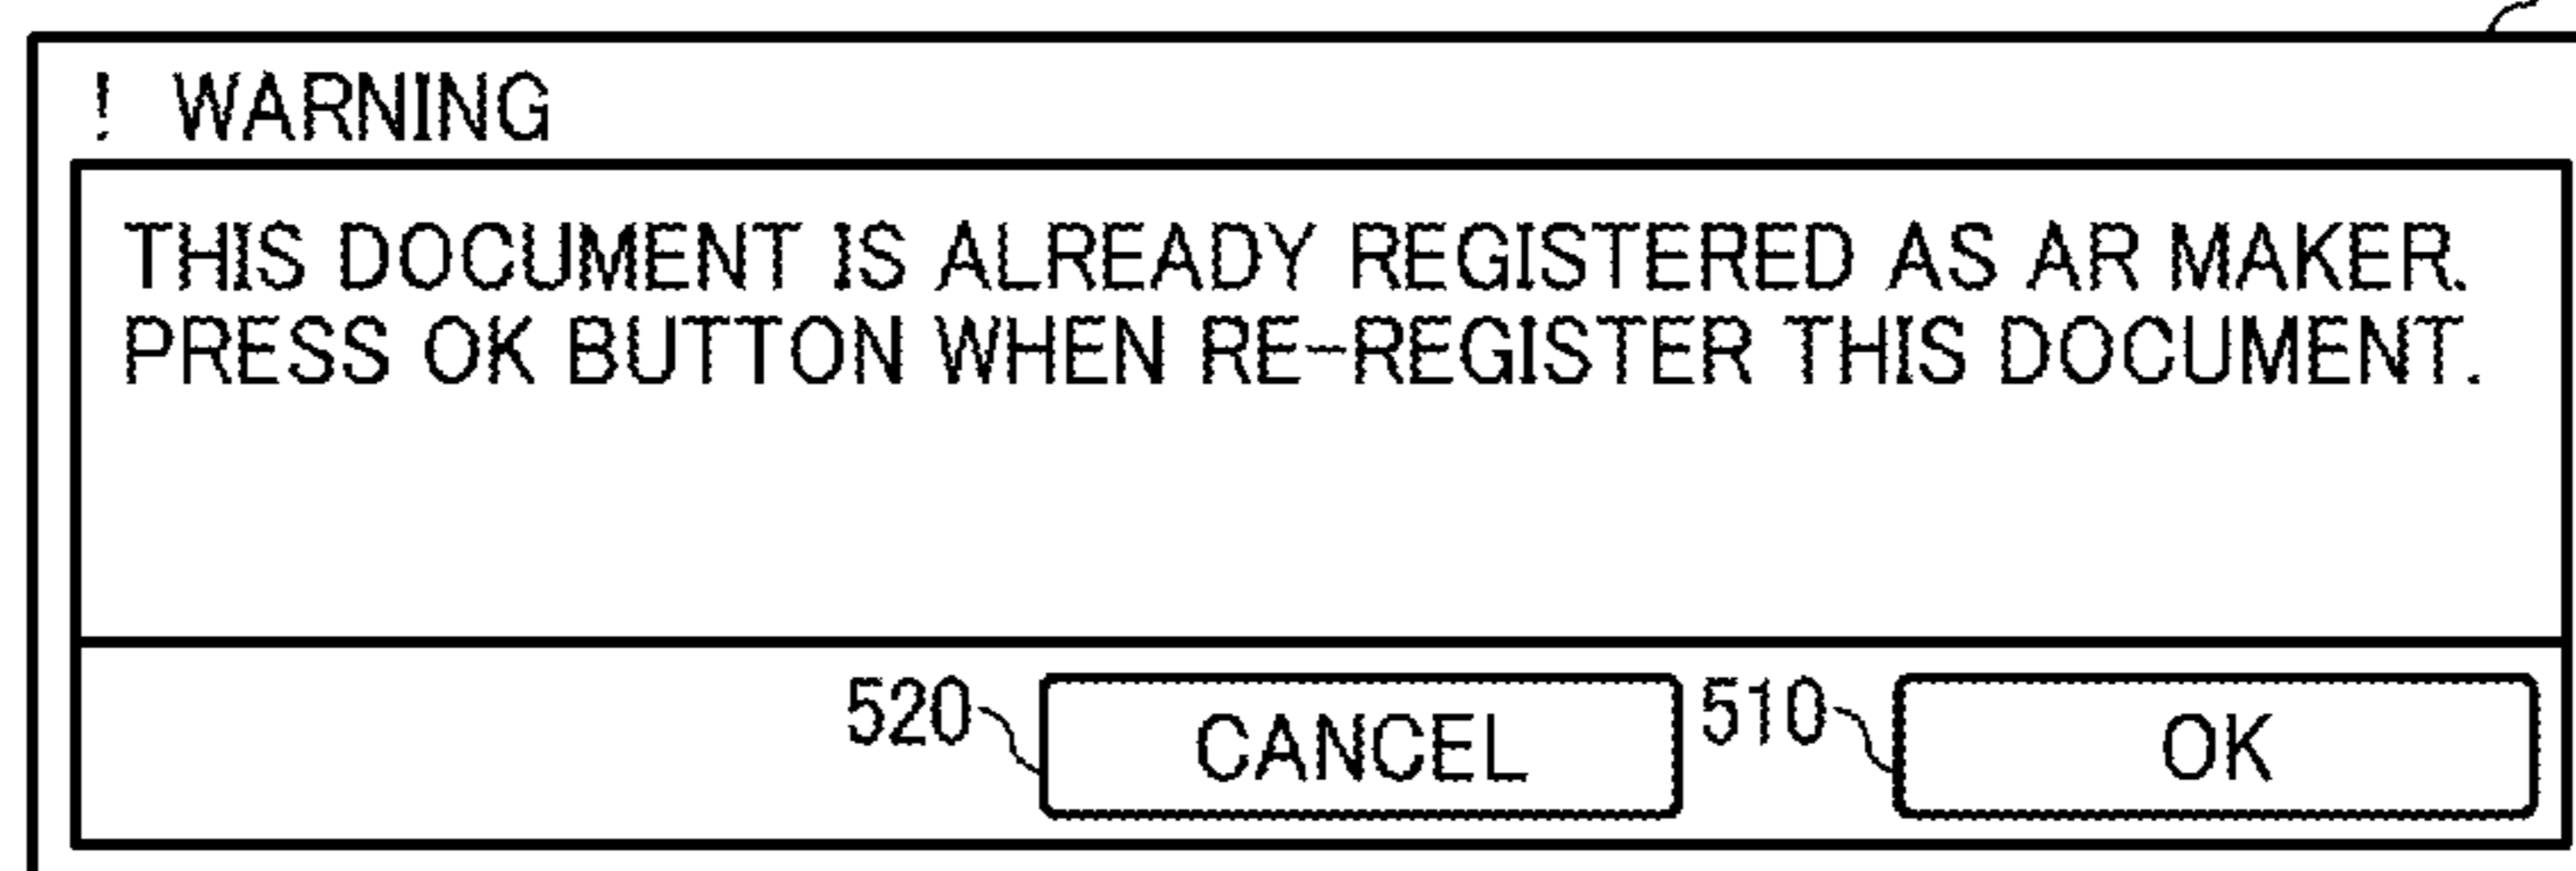 ! WARNING
THIS DOCUMENT IS ALREADY REGISTERED AS AR MAKER.
PRESS OK BUTTON WHEN RE-REGISTER THIS DOCUMENT.
520 CANCEL 510 OK